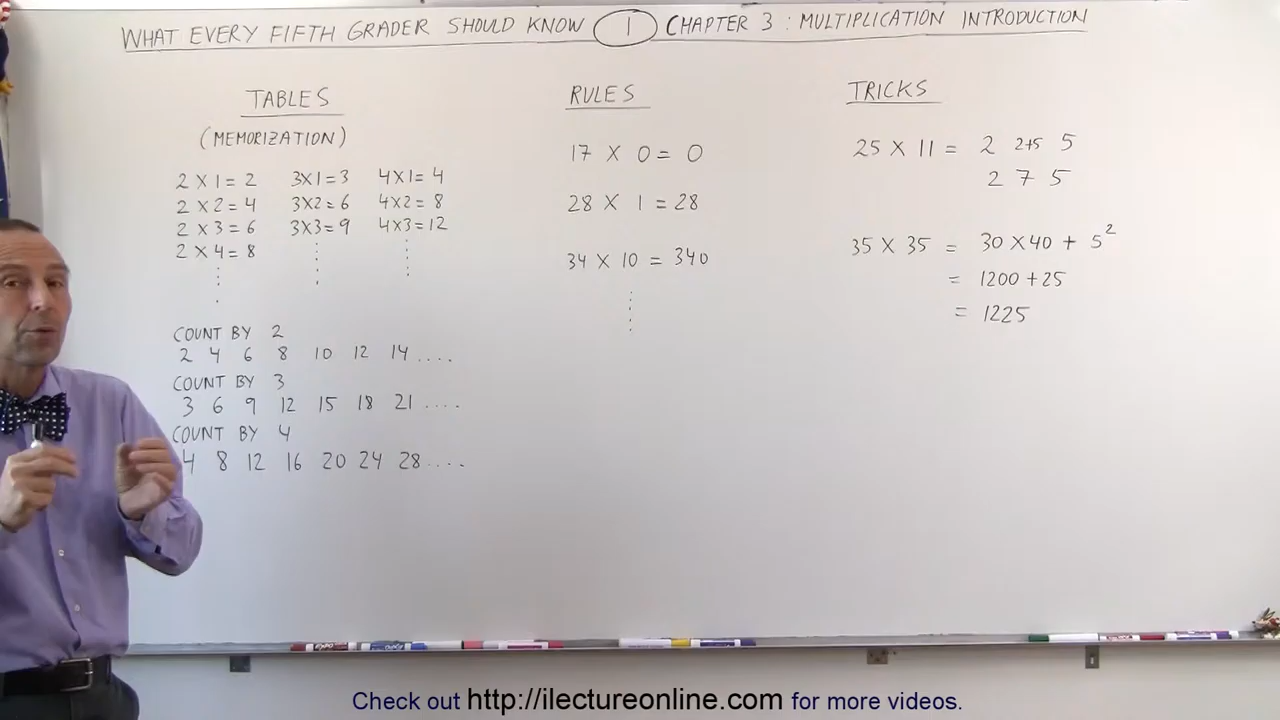 WHAT EVERY FIFTH GRADER SHOULD KNOW 1 CHAPTER 3 : MULTIPLICATION INTRODUCTION
TABLES
(MEMORIZATION)
2 X 1 = 2 3X1=3 4X1=4
2 X 2 = 4 3X2=6 4X2=8
2 X 3 = 6 3X3=9 4X3=12
2 X 4 = 8
COUNT BY 2
2 4 6 8 10 12 14 ....
COUNT BY 3
3 6 9 12 15 18 21 ....
COUNT BY 4
4 8 12 16 20 24 28 ....
RULES
17 X 0 = 0
28 X 1 = 28
34 X 10 = 340
TRICKS
25 X 11 = 2 2+5 5
2 7 5
35 X 35 = 30 X 40 + 5²
= 1200 + 25
= 1225
Check out http://ilectureonline.com for more videos.